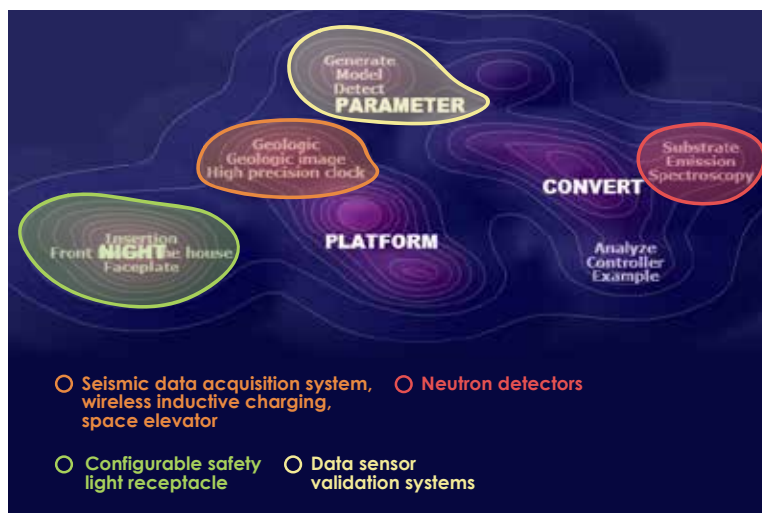 Generate
Model
Detect
PARAMETER
Geologic
Geologic image
High precision clock
Substrate
Emission
Spectroscopy
CONVERT
PLATFORM
Insertion
Front NIGHT he house
Faceplate
Analyze
Controller
Example
Seismic data acquisition system,
wireless inductive charging,
space elevator
Neutron detectors
Configurable safety
light receptacle
Data sensor
validation systems